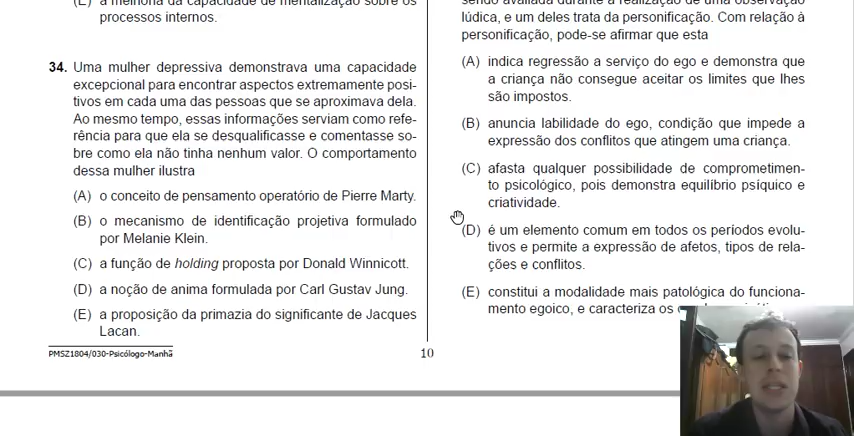 (E) a melhoria da capacidade de mentalização sobre os
processos internos.
34. Uma mulher depressiva demonstrava uma capacidade
excepcional para encontrar aspectos extremamente posi-
tivos em cada uma das pessoas que se aproximava dela.
Ao mesmo tempo, essas informações serviam como refe-
rência para que ela se desqualificasse e comentasse so-
bre como ela não tinha nenhum valor. O comportamento
dessa mulher ilustra
(A) o conceito de pensamento operatório de Pierre Marty.
(B) o mecanismo de identificação projetiva formulado
por Melanie Klein.
(C) a função de holding proposta por Donald Winnicott.
(D) a noção de anima formulada por Carl Gustav Jung.
(E) a proposição da primazia do significante de Jacques
Lacan.
PMSZ1804/030-Psicólogo-Manhã
10
sendo avaliada durante a realização de uma observação
lúdica, e um deles trata da personificação. Com relação à
personificação, pode-se afirmar que esta
(A) indica regressão a serviço do ego e demonstra que
a criança não consegue aceitar os limites que lhes
são impostos.
(B) anuncia labilidade do ego, condição que impede a
expressão dos conflitos que atingem uma criança.
(C) afasta qualquer possibilidade de comprometimen-
to psicológico, pois demonstra equilíbrio psíquico e
criatividade.
(D) é um elemento comum em todos os períodos evolu-
tivos e permite a expressão de afetos, tipos de rela-
ções e conflitos.
(E) constitui a modalidade mais patológica do funciona-
mento egoico, e caracteriza os